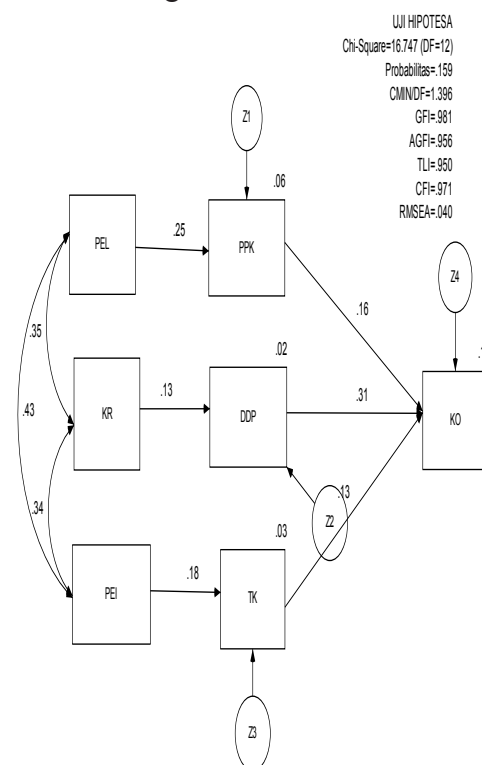 UJI HIPOTESA
Chi-Square=16.747 (DF=12)
Probabilitas=.159
CMIN/DF=1.396
GFI=.981
AGFI=.956
TLI=.950
CFI=.971
RMSEA=.040
Z1
.06
PEL
.25
PPK
Z4
.16
.35
.02
.43
KR
.13
DDP
.31
KO
.34
.13
Z2
.03
PEI
.18
TK
Z3